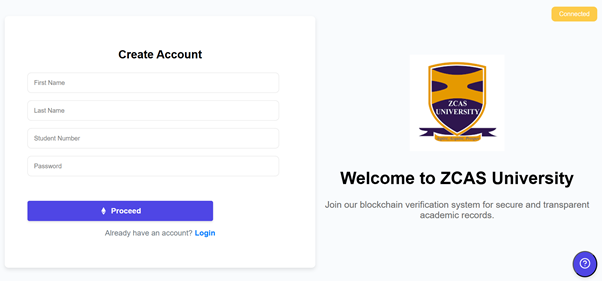 Connected
Create Account
First Name
Last Name
Student Number
Password
Proceed
Already have an account? Login
ZCAS
UNIVERSITY
Welcome to ZCAS University
Join our blockchain verification system for secure and transparent
academic records.